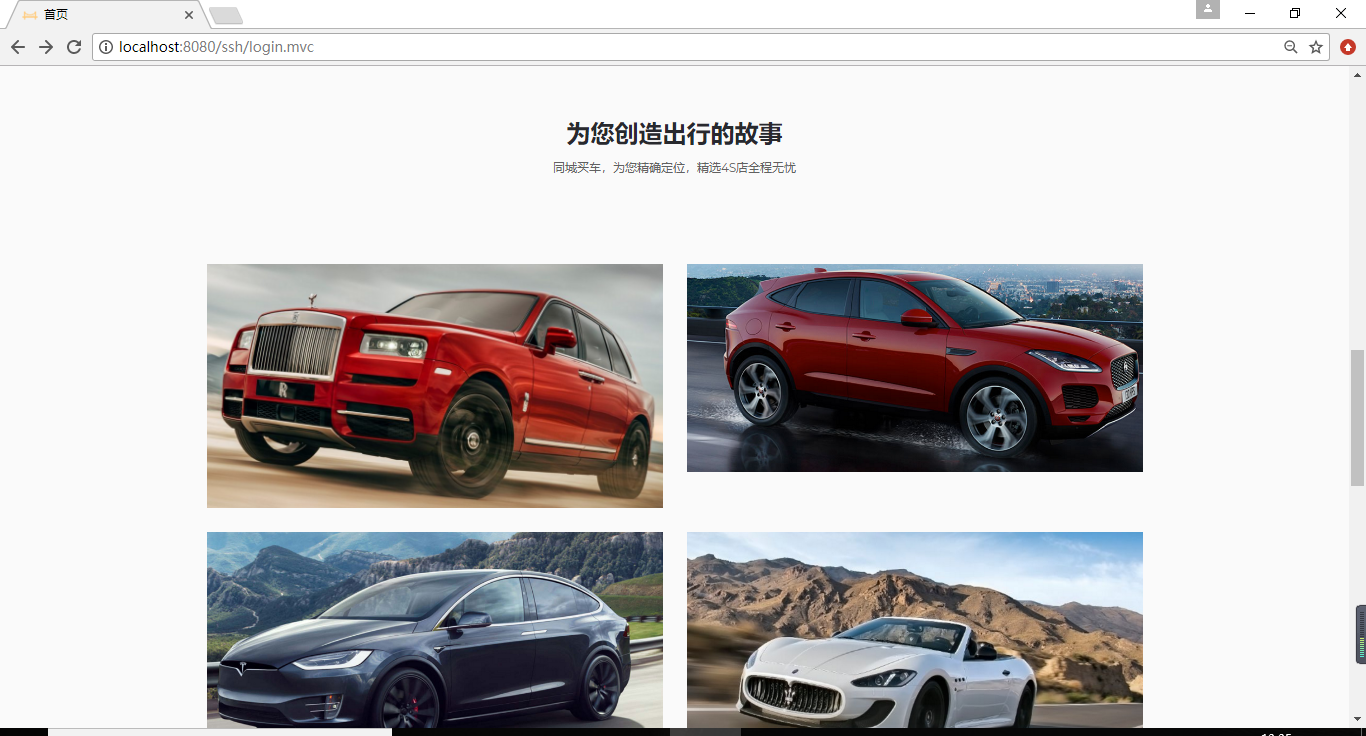 首页
localhost:8080/ssh/login.mvc
为您创造出行的故事
同城买车，为您精确定位，精选4S店全程无忧